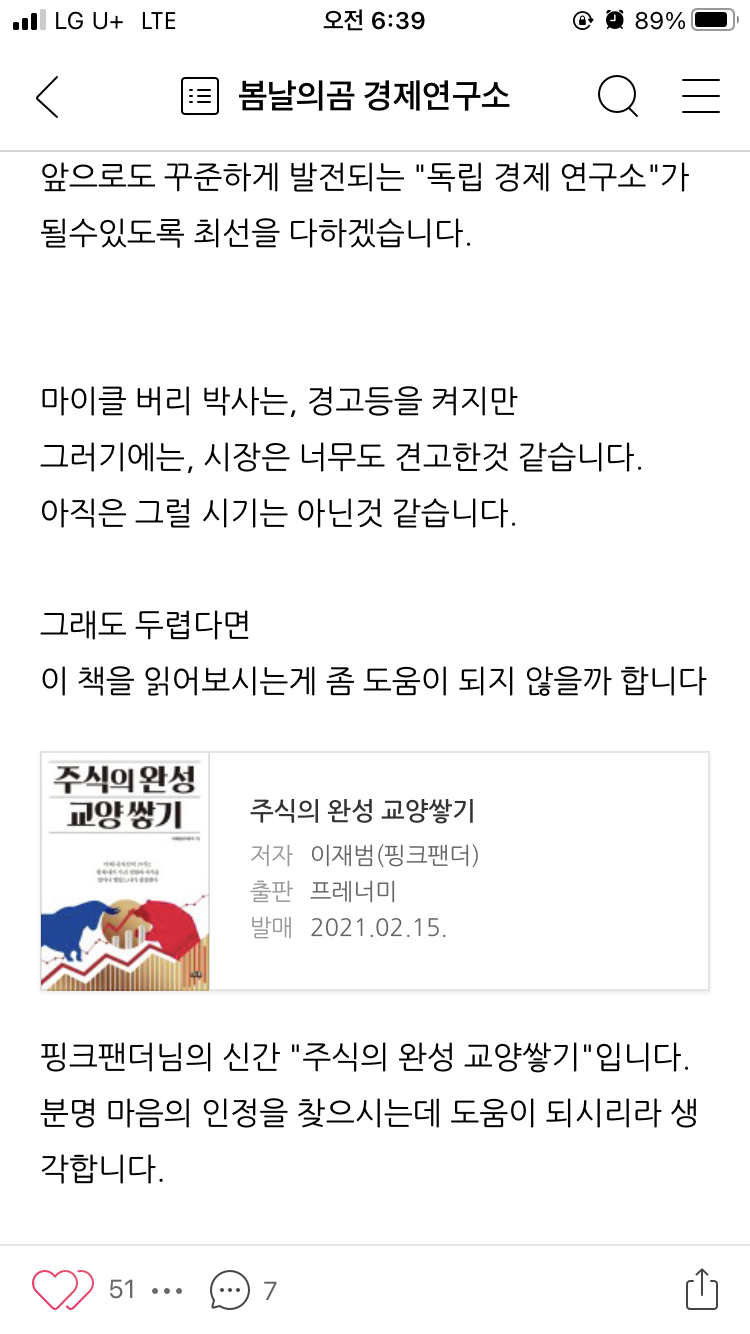 LG U+ LTE 오전 6:39 89%
봄날의곰 경제연구소
앞으로도 꾸준하게 발전되는 "독립 경제 연구소"가
될수있도록 최선을 다하겠습니다.
마이클 버리 박사는, 경고등을 켜지만
그러기에는, 시장은 너무도 견고한것 같습니다.
아직은 그럴 시기는 아닌것 같습니다.
그래도 두렵다면
이 책을 읽어보시는게 좀 도움이 되지 않을까 합니다
주식의 완성
교양 쌓기
주식의 완성 교양쌓기
저자 이재범(핑크팬더)
출판 프레너미
발매 2021.02.15.
핑크팬더님의 신간 "주식의 완성 교양쌓기"입니다.
분명 마음의 인정을 찾으시는데 도움이 되시리라 생
각합니다.
51 7